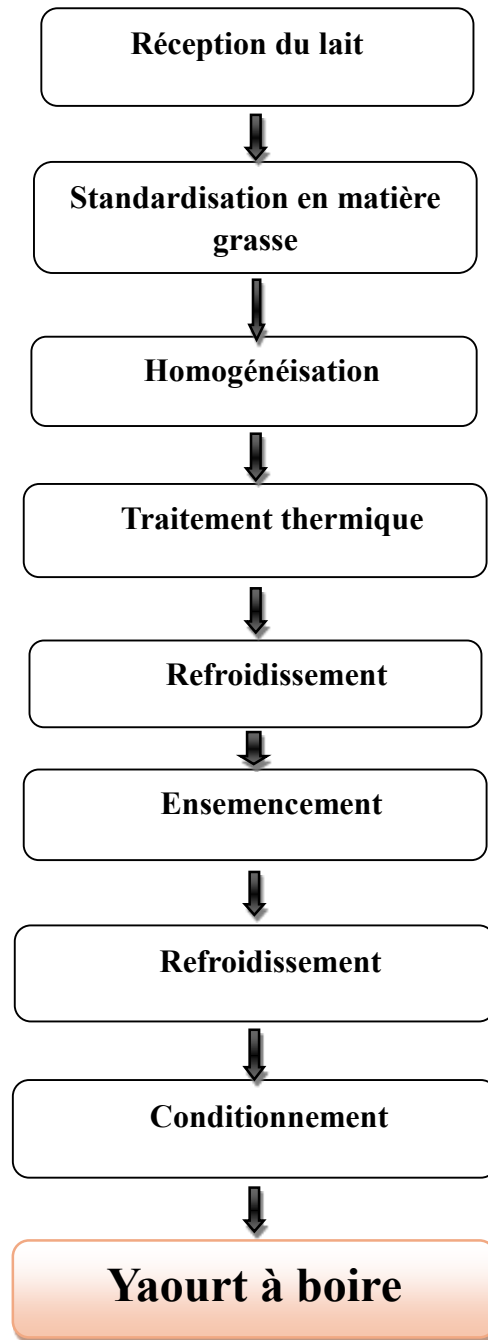 Réception du lait
Standardisation en matière
grasse
Homogénéisation
Traitement thermique
Refroidissement
Ensemencement
Refroidissement
Conditionnement
Yaourt à boire